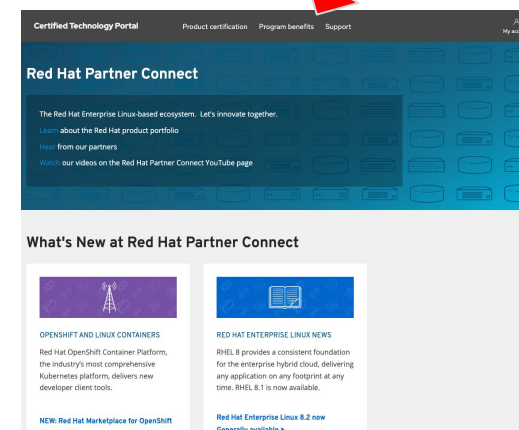 Certified Technology Portal
Product certification Program benefits Support
My acc
Red Hat Partner Connect
The Red Hat Enterprise Linux-based ecosystem. Let's innovate together.
Learn about the Red Hat product portfolio
Hear from our partners
Watch our videos on the Red Hat Partner Connect YouTube page
What's New at Red Hat Partner Connect
OPENSHIFT AND LINUX CONTAINERS
Red Hat OpenShift Container Platform,
the industry's most comprehensive
Kubernetes platform, delivers new
developer client tools.
NEW: Red Hat Marketplace for OpenShift
RED HAT ENTERPRISE LINUX NEWS
RHEL 8 provides a consistent foundation
for the enterprise hybrid cloud, delivering
any application on any footprint at any
time. RHEL 8.1 is now available.
Red Hat Enterprise Linux 8.2 now
Generally available